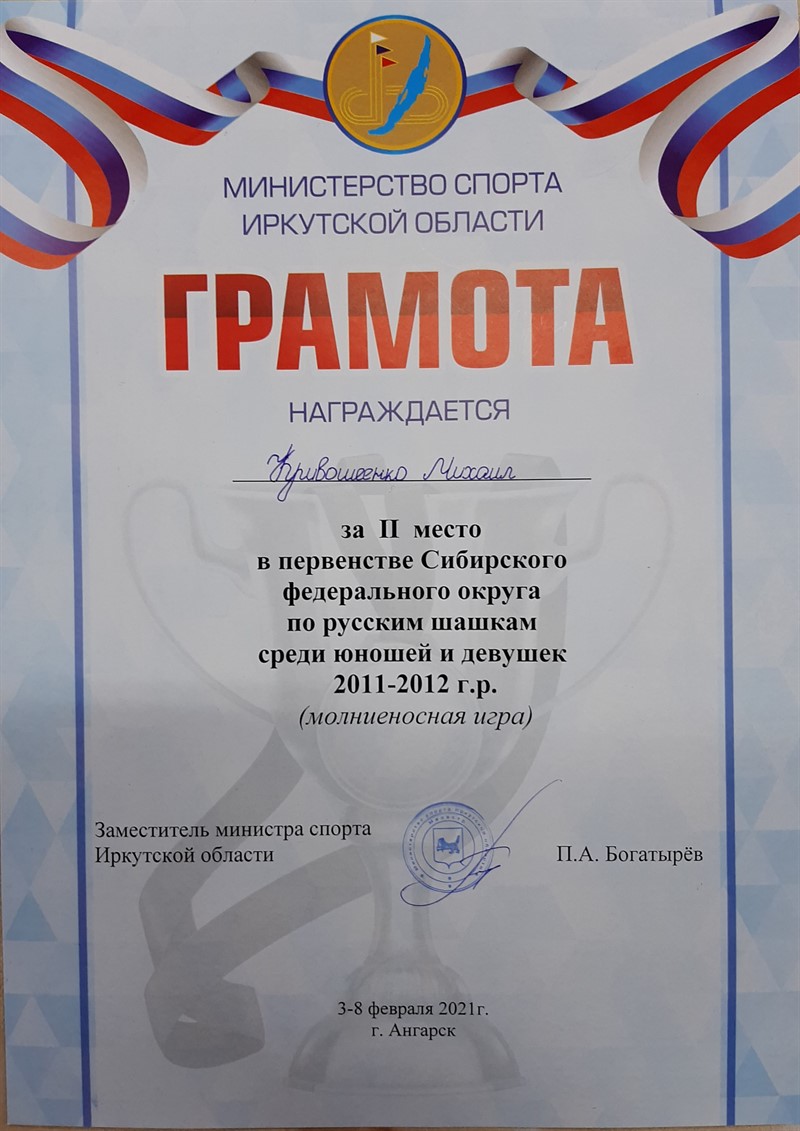 МИНИСТЕРСТВО СПОРТА
ИРКУТСКОЙ ОБЛАСТИ
ГРАМОТА
НАГРАЖДАЕТСЯ
Кривошеенко Михаил
за II место
в первенстве Сибирского
федерального округа
по русским шашкам
среди юношей и девушек
2011-2012 г.р.
(молниеносная игра)
Заместитель министра спорта
Иркутской области
П.А. Богатырёв
3-8 февраля 2021г.
г. Ангарск